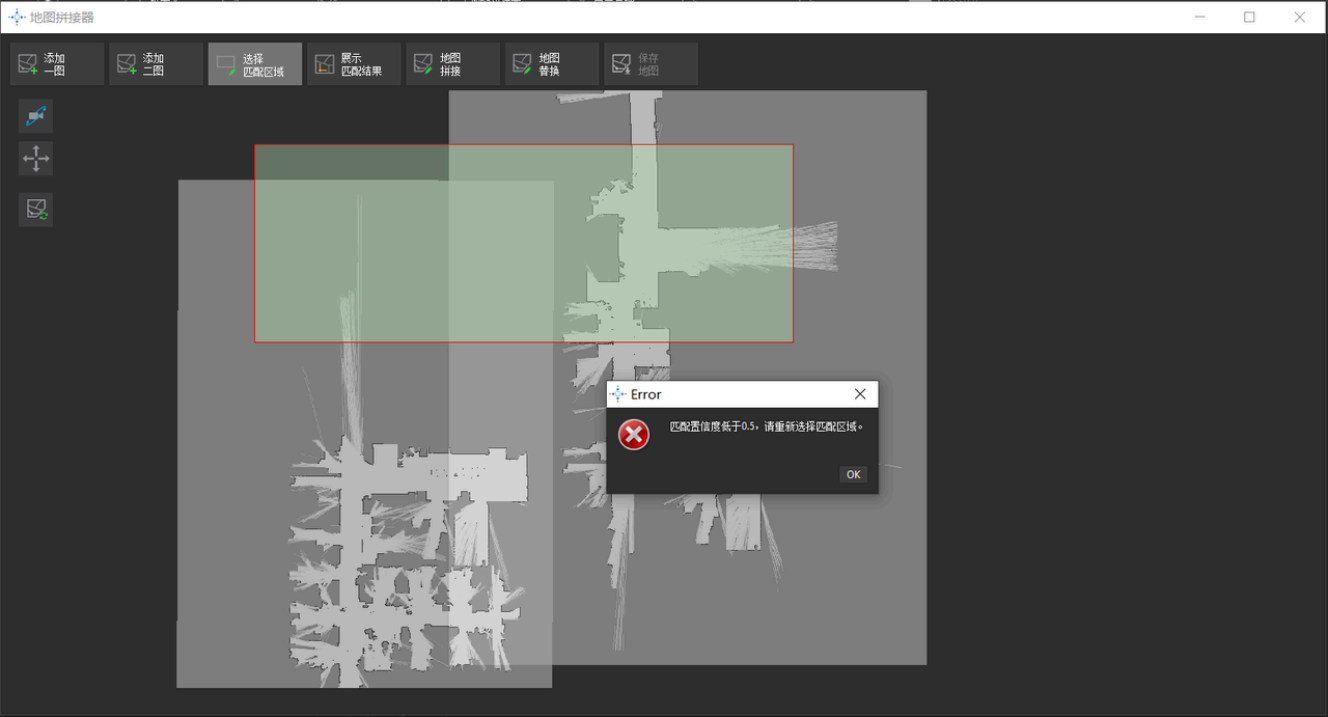 地图拼接器
添加
一图
添加
二图
选择
匹配区域
展示
匹配结果
地图
拼接
地图
替换
保存
地图
Error
匹配置信度低于0.5，请重新选择匹配区域。
OK